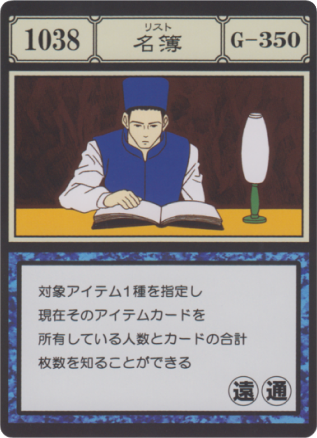 1038
リスト
名簿
G-350
対象アイテム1種を指定し
現在そのアイテムカードを
所有している人数とカードの合計
枚数を知ることができる
遠 通